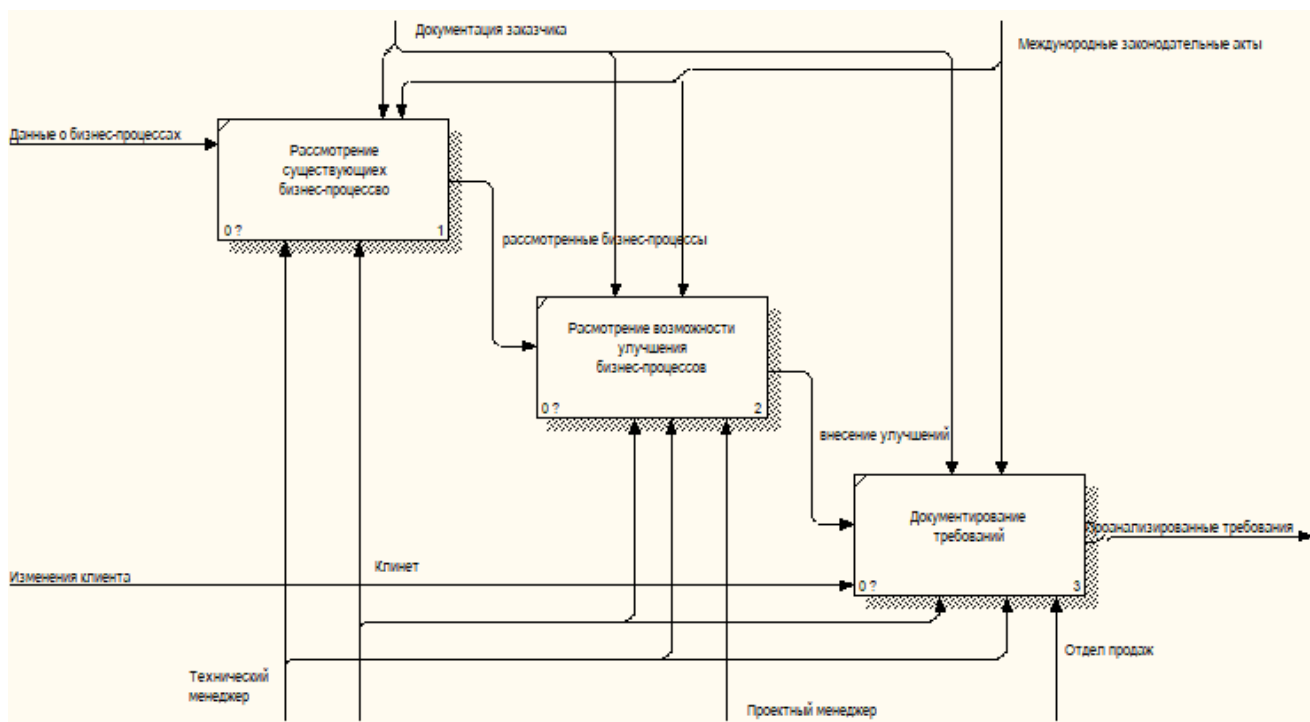 Документация заказчика
Междунородные законодательные акты
Данные о бизнес-процессах
Рассмотрение
существующиех
бизнес-процессво
0 ?
1
рассмотренные бизнес-процессы
Расмотрение возможности
улучшения
бизнес-процессов
0 ?
2
внесение улучшений
Документирование
требований
0 ?
3
Проанализированные требования
Изменения клиента
Клинет
Технический
менеджер
Отдел продаж
Проектный менеджер